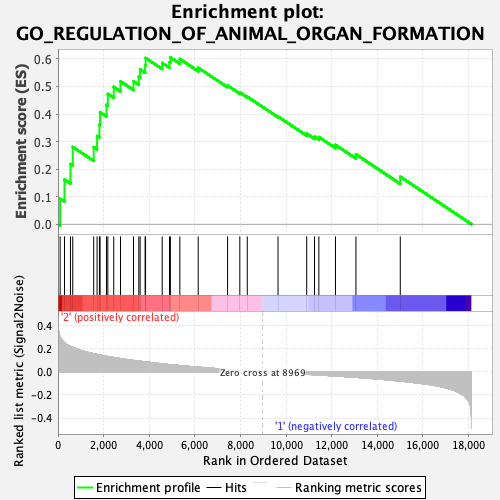 Enrichment plot:
GO_REGULATION_OF_ANIMAL_ORGAN_FORMATION
Enrichment score (ES)
0.6
0.5
0.4
0.3
0.2
0.1
0.0
Ranked list metric (Signal2Noise)
'2' (positively correlated)
0.4
0.2
0.0
-0.2
-0.4
Zero cross at 8969
'1' (negatively correlated)
0 2,000 4,000 6,000 8,000 10,000 12,000 14,000 16,000 18,000
Rank in Ordered Dataset
Enrichment profile Hits Ranking metric scores